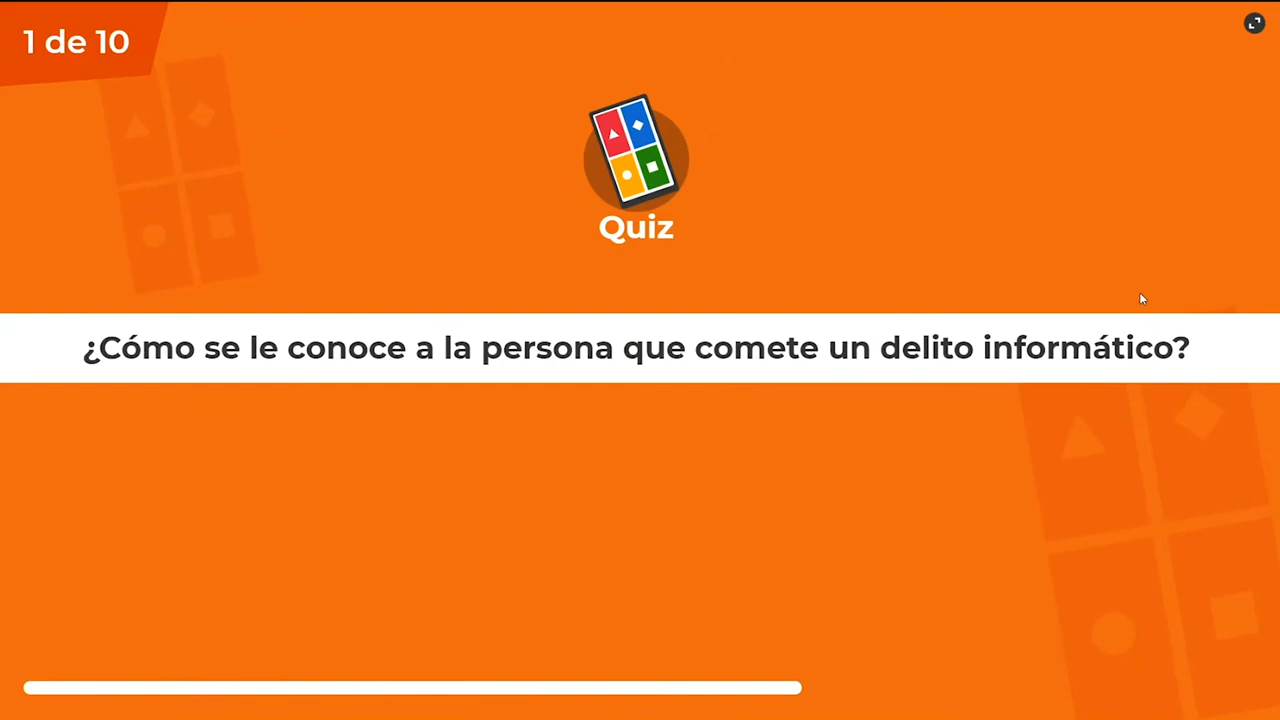 1 de 10
Quiz
¿Cómo se le conoce a la persona que comete un delito informático?